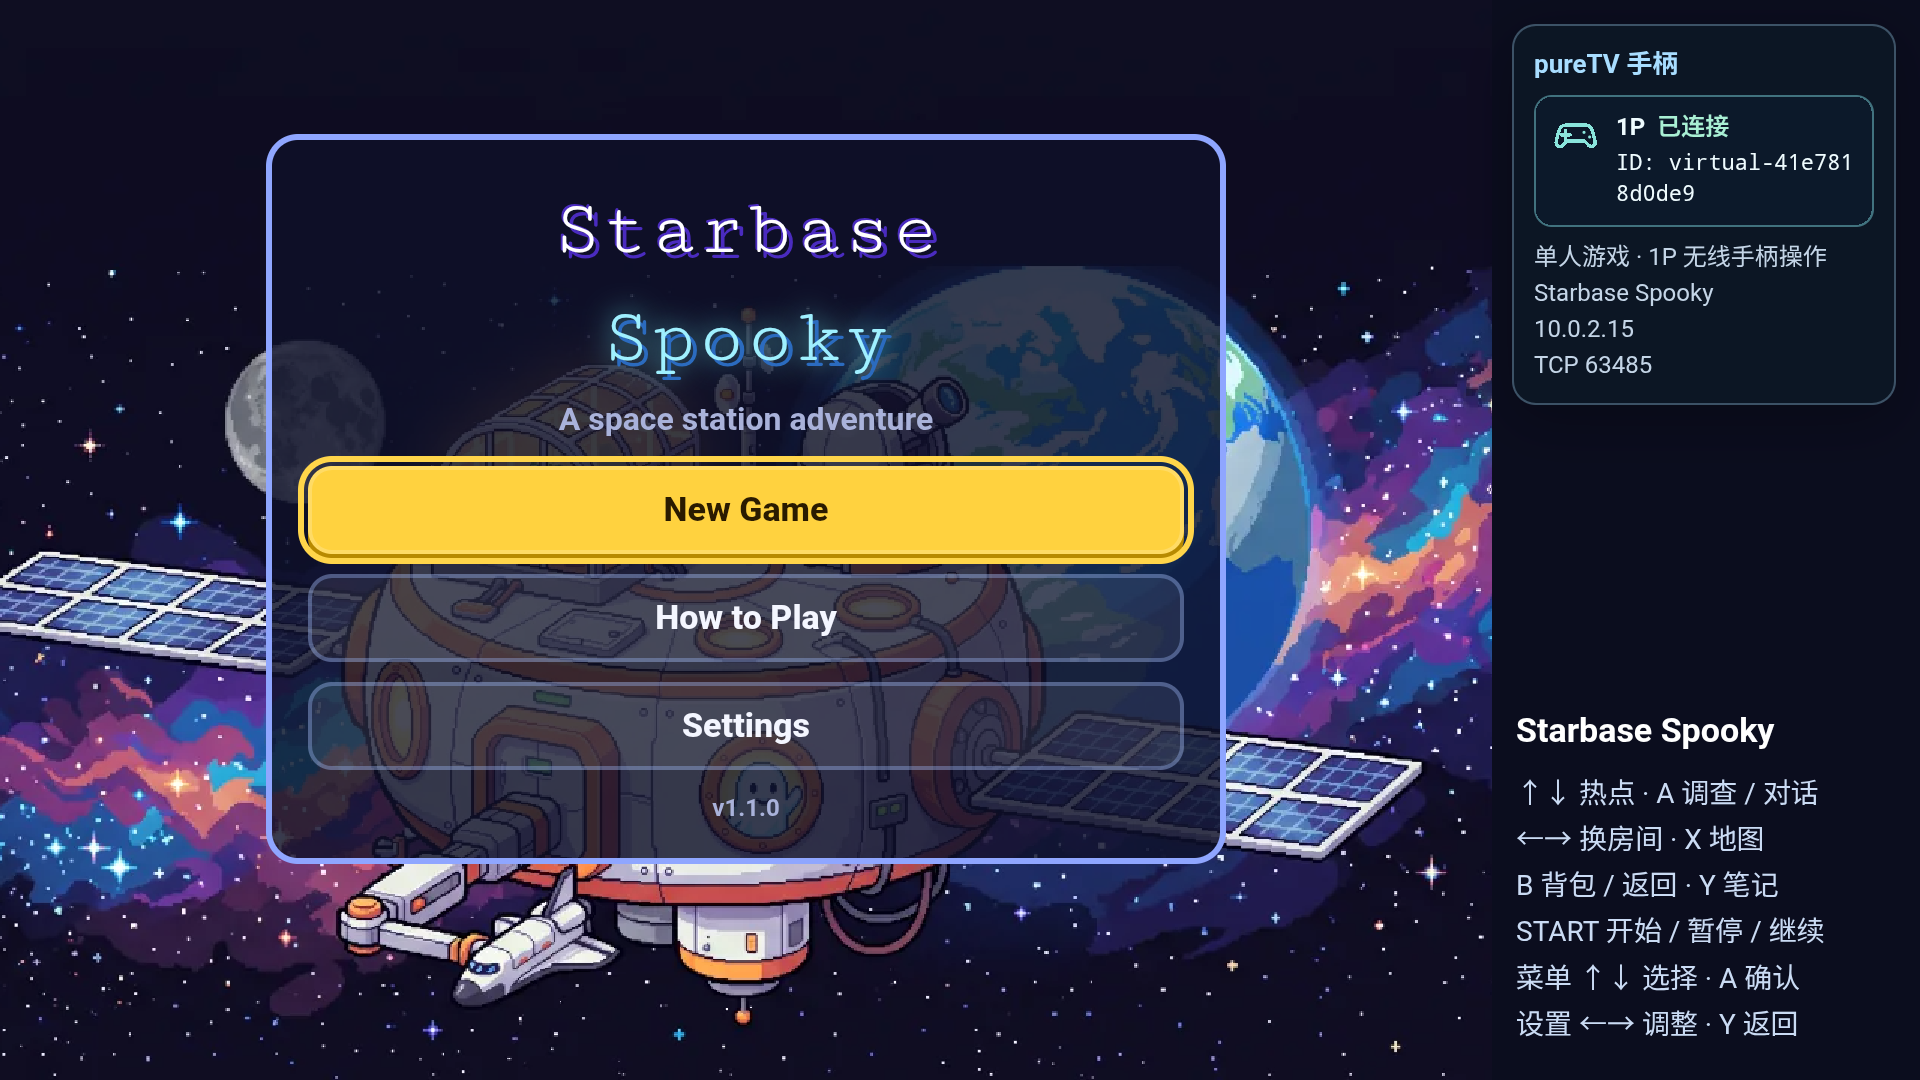 Starbase
Spooky
A space station adventure
New Game
How to Play
Settings
v1.1.0
pureTV 手柄
1P 已连接
ID: virtual-41e781
8d0de9
单人游戏 · 1P 无线手柄操作
Starbase Spooky
10.0.2.15
TCP 63485
Starbase Spooky
↑↓ 热点 · A 调查 / 对话
←→ 换房间 · X 地图
B 背包 / 返回 · Y 笔记
START 开始 / 暂停 / 继续
菜单 ↑↓ 选择 · A 确认
设置 ←→ 调整 · Y 返回